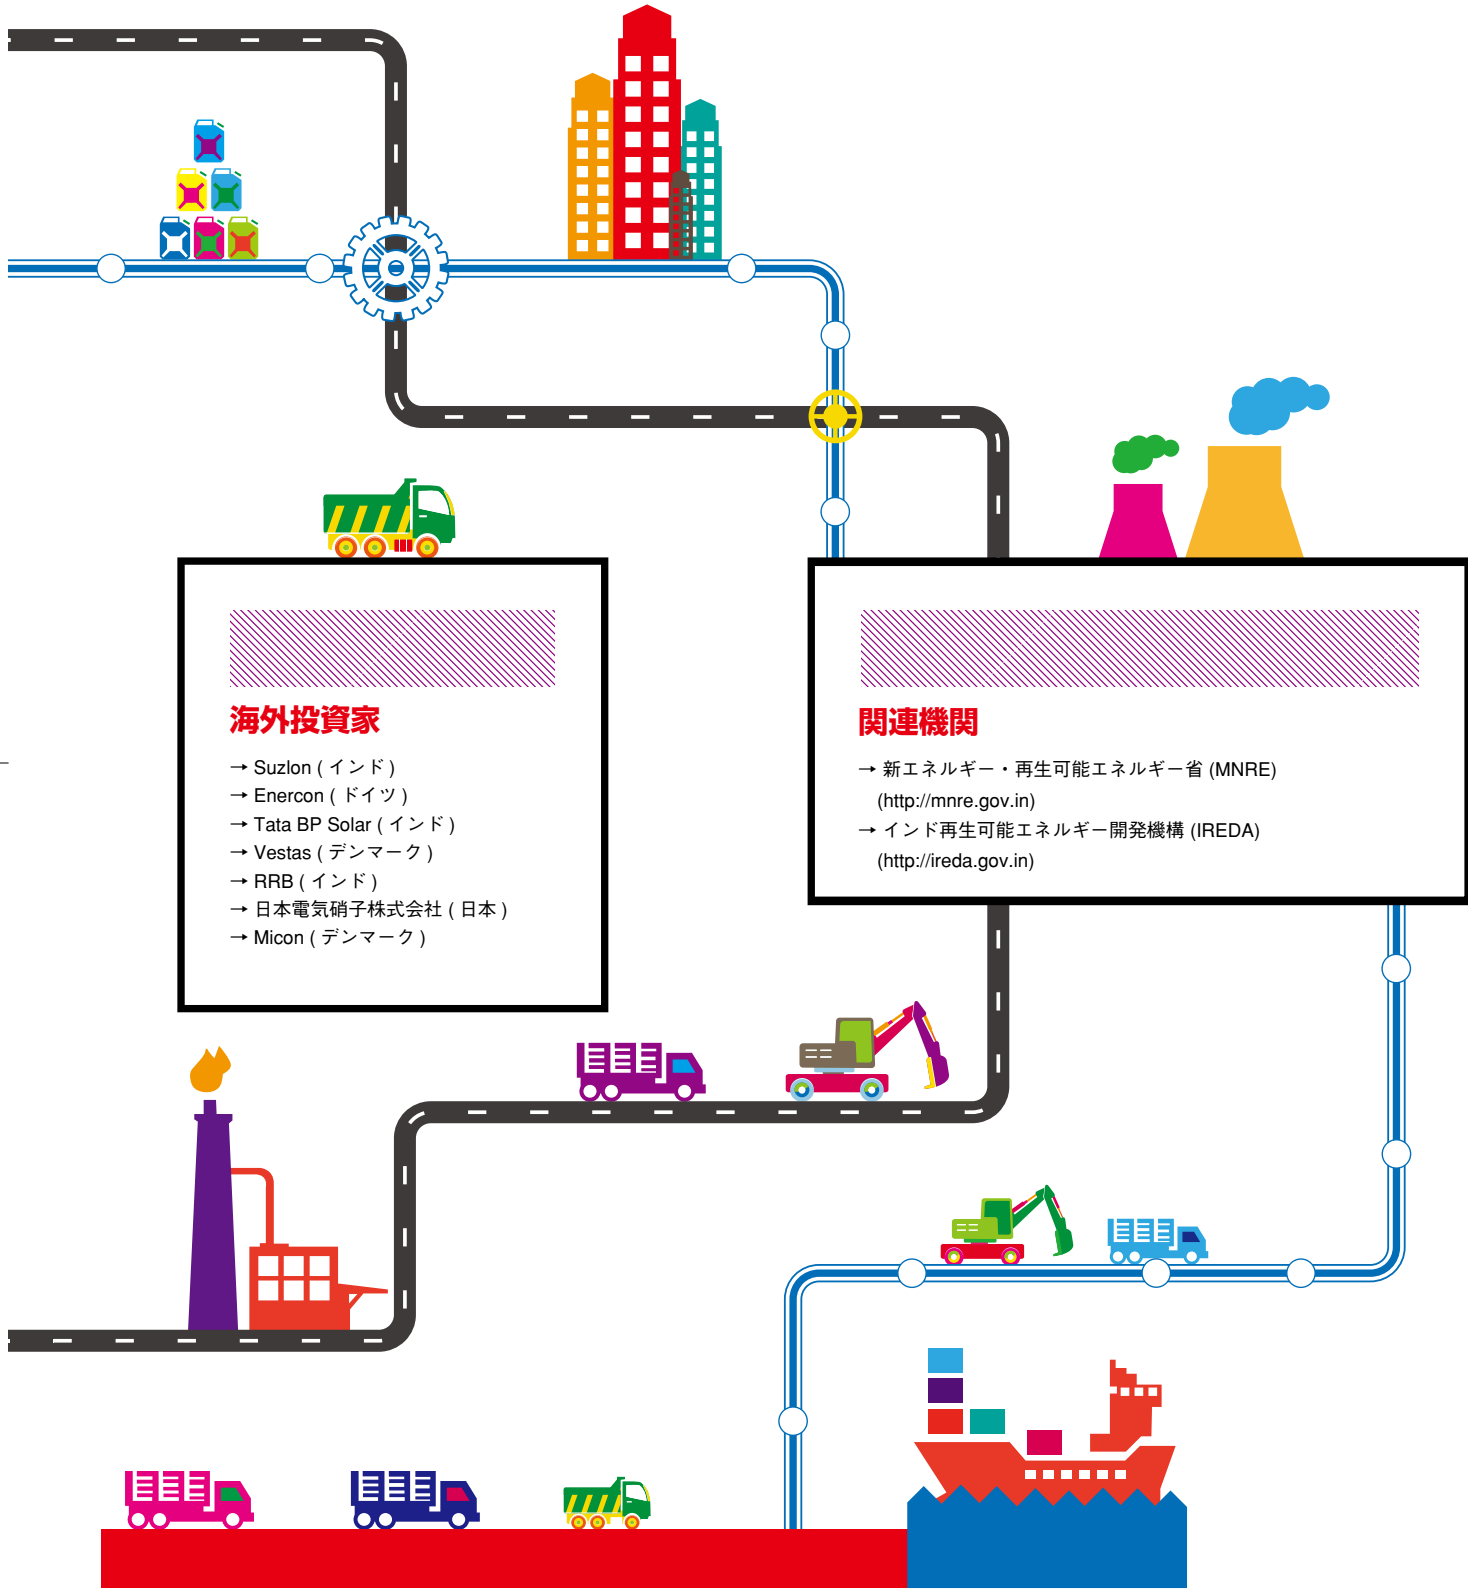 海外投資家
→ Suzlon ( インド )
→ Enercon ( ドイツ )
→ Tata BP Solar ( インド )
→ Vestas ( デンマーク )
→ RRB ( インド )
→ 日本電気硝子株式会社 ( 日本 )
→ Micon ( デンマーク )
関連機関
→ 新エネルギー・再生可能エネルギー省 (MNRE)
(http://mnre.gov.in)
→ インド再生可能エネルギー開発機構 (IREDA)
(http://ireda.gov.in)